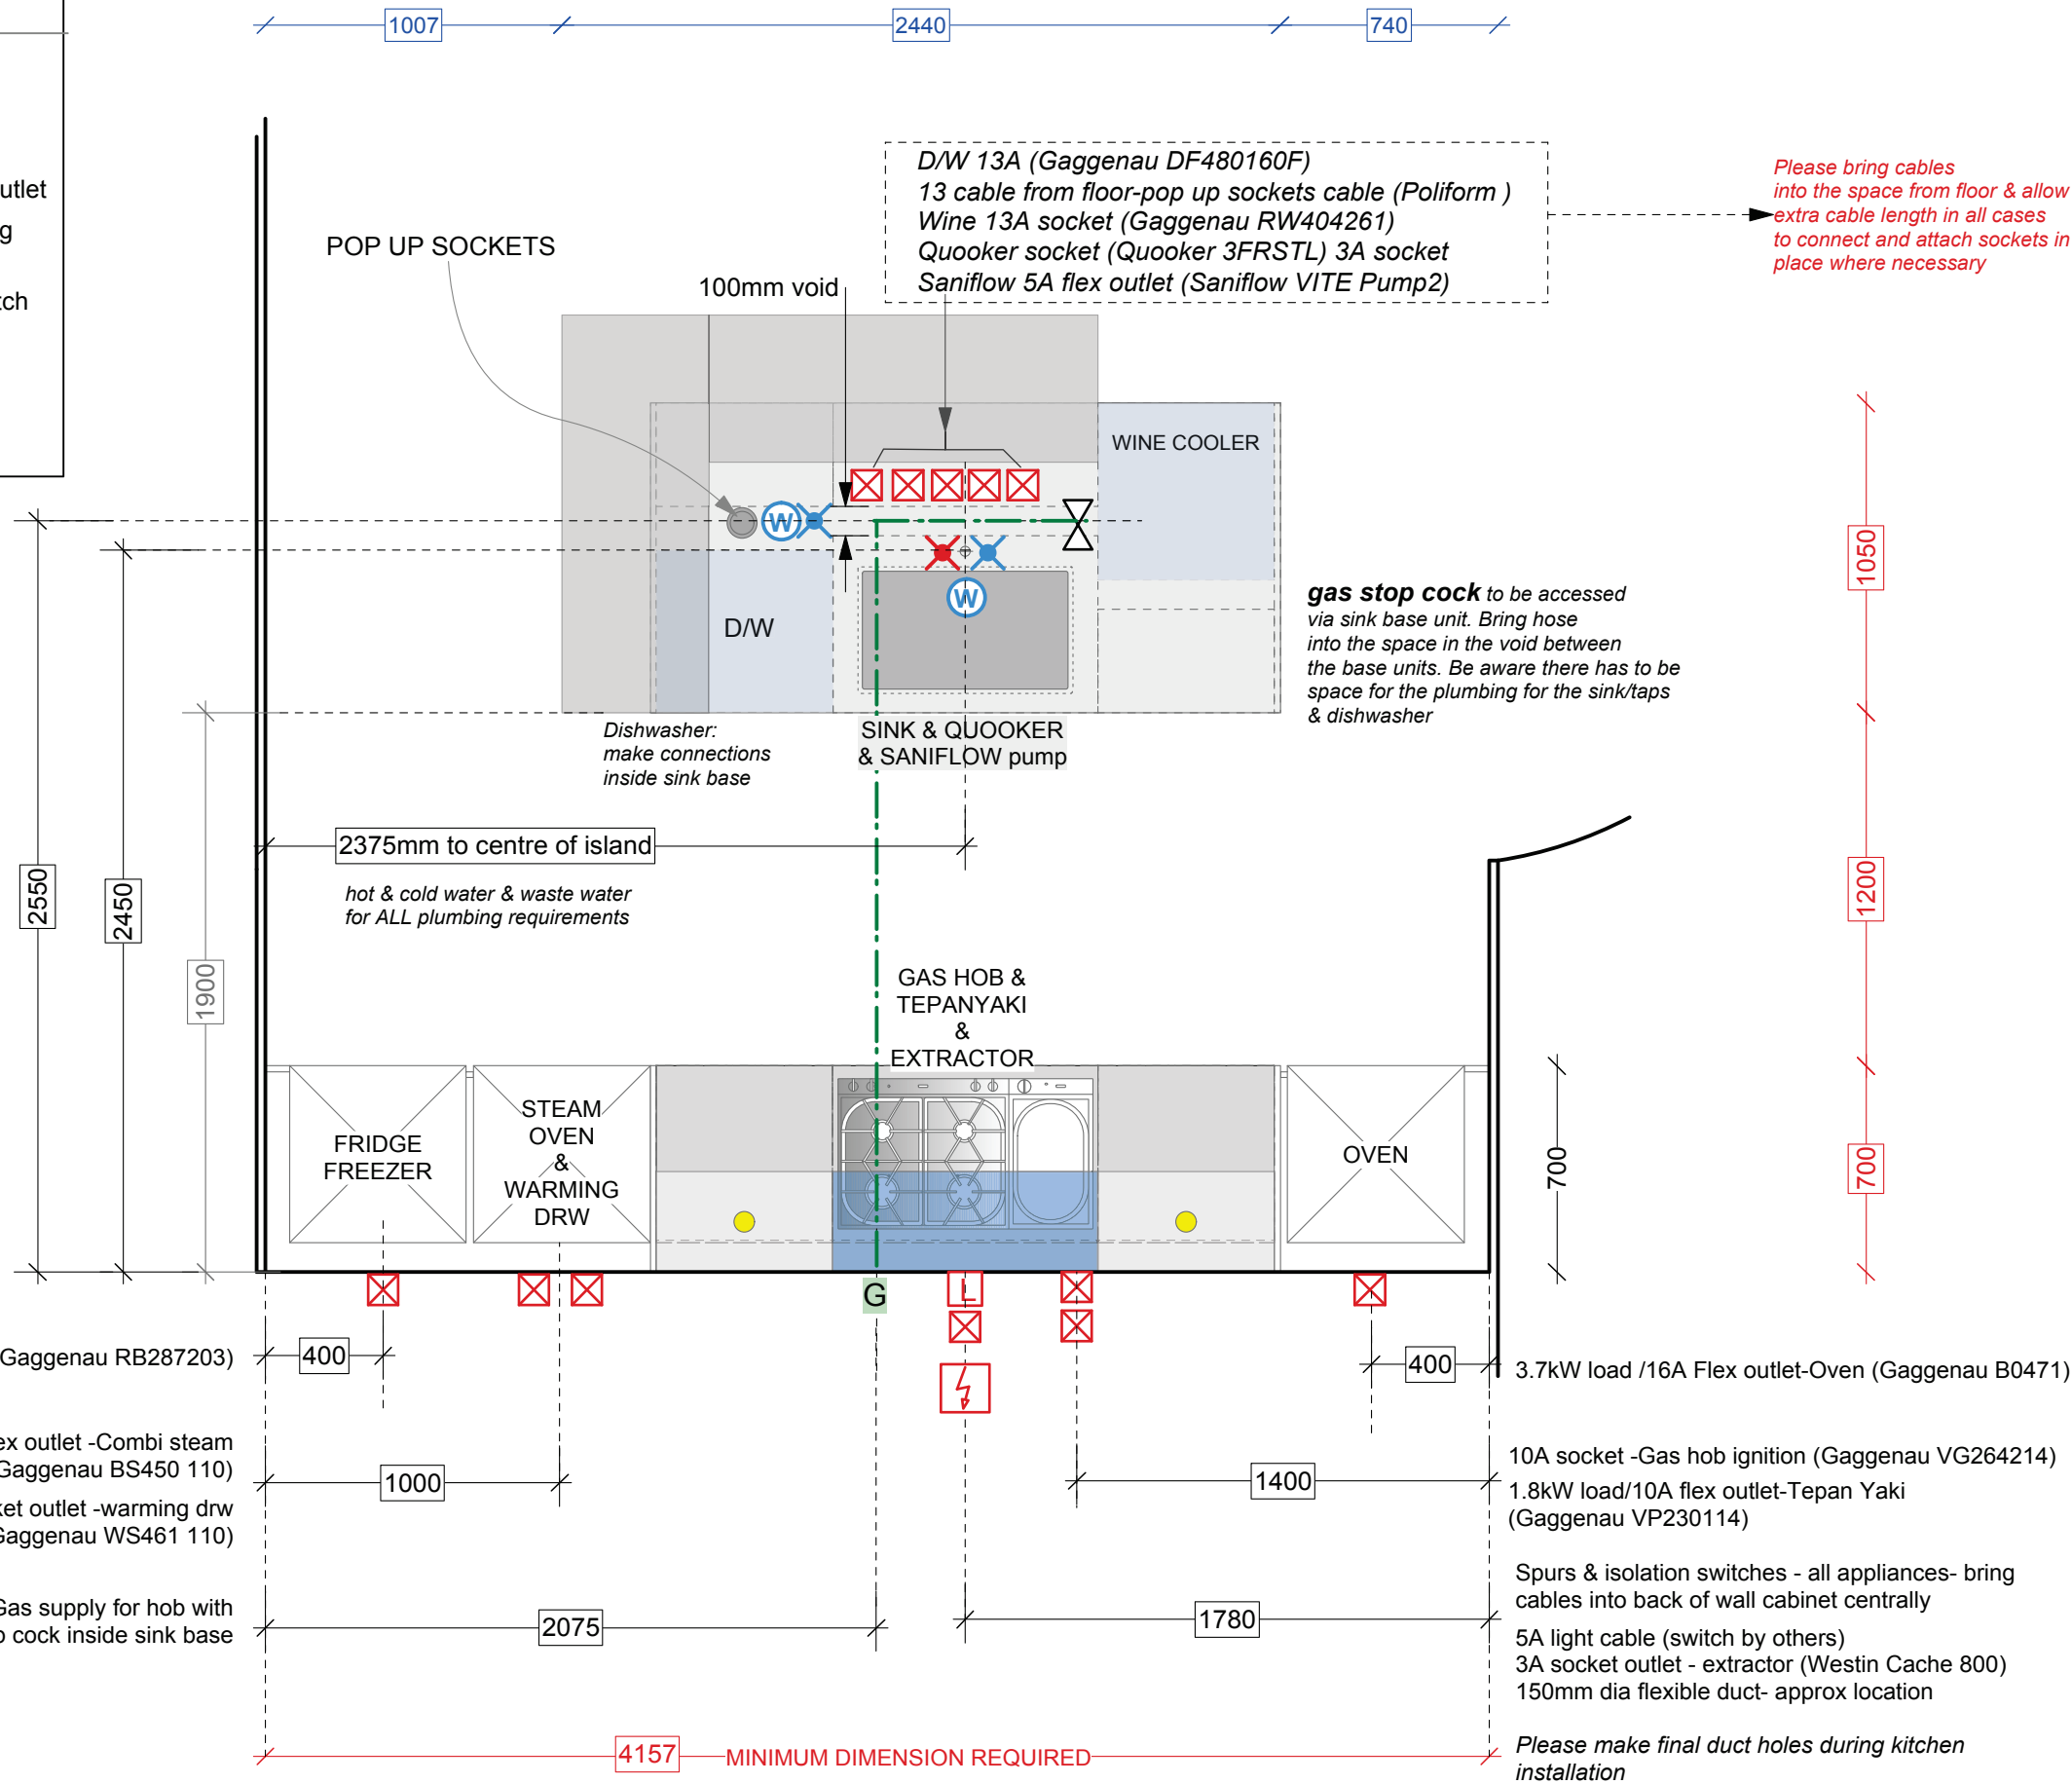 1007
2440
740
utlet
g
tch
D/W 13A (Gaggenau DF480160F)
13 cable from floor-pop up sockets cable (Poliform )
Wine 13A socket (Gaggenau RW404261)
Quooker socket (Quooker 3FRSTL) 3A socket
Saniflow 5A flex outlet (Saniflow VITE Pump2)
Please bring cables
into the space from floor & allow
extra cable length in all cases
to connect and attach sockets in
place where necessary
POP UP SOCKETS
100mm void
WINE COOLER
W
W
D/W
gas stop cock to be accessed
via sink base unit. Bring hose
into the space in the void between
the base units. Be aware there has to be
space for the plumbing for the sink/taps
& dishwasher
1050
Dishwasher:
make connections
inside sink base
SINK & QUOOKER
& SANIFLOW pump
2375mm to centre of island
hot & cold water & waste water
for ALL plumbing requirements
2550
2450
1900
1200
GAS HOB &
TEPANYAKI
&
EXTRACTOR
FRIDGE
FREEZER
STEAM
OVEN
&
WARMING
DRW
OVEN
700
700
G
L
Gaggenau RB287203)
400
400
3.7kW load /16A Flex outlet-Oven (Gaggenau B0471)
ex outlet -Combi steam
Gaggenau BS450 110)
1000
1400
10A socket -Gas hob ignition (Gaggenau VG264214)
1.8kW load/10A flex outlet-Tepan Yaki
(Gaggenau VP230114)
ket outlet -warming drw
Gaggenau WS461 110)
Gas supply for hob with
p cock inside sink base
2075
1780
Spurs & isolation switches - all appliances- bring
cables into back of wall cabinet centrally
5A light cable (switch by others)
3A socket outlet - extractor (Westin Cache 800)
150mm dia flexible duct- approx location
4157 MINIMUM DIMENSION REQUIRED
Please make final duct holes during kitchen
installation